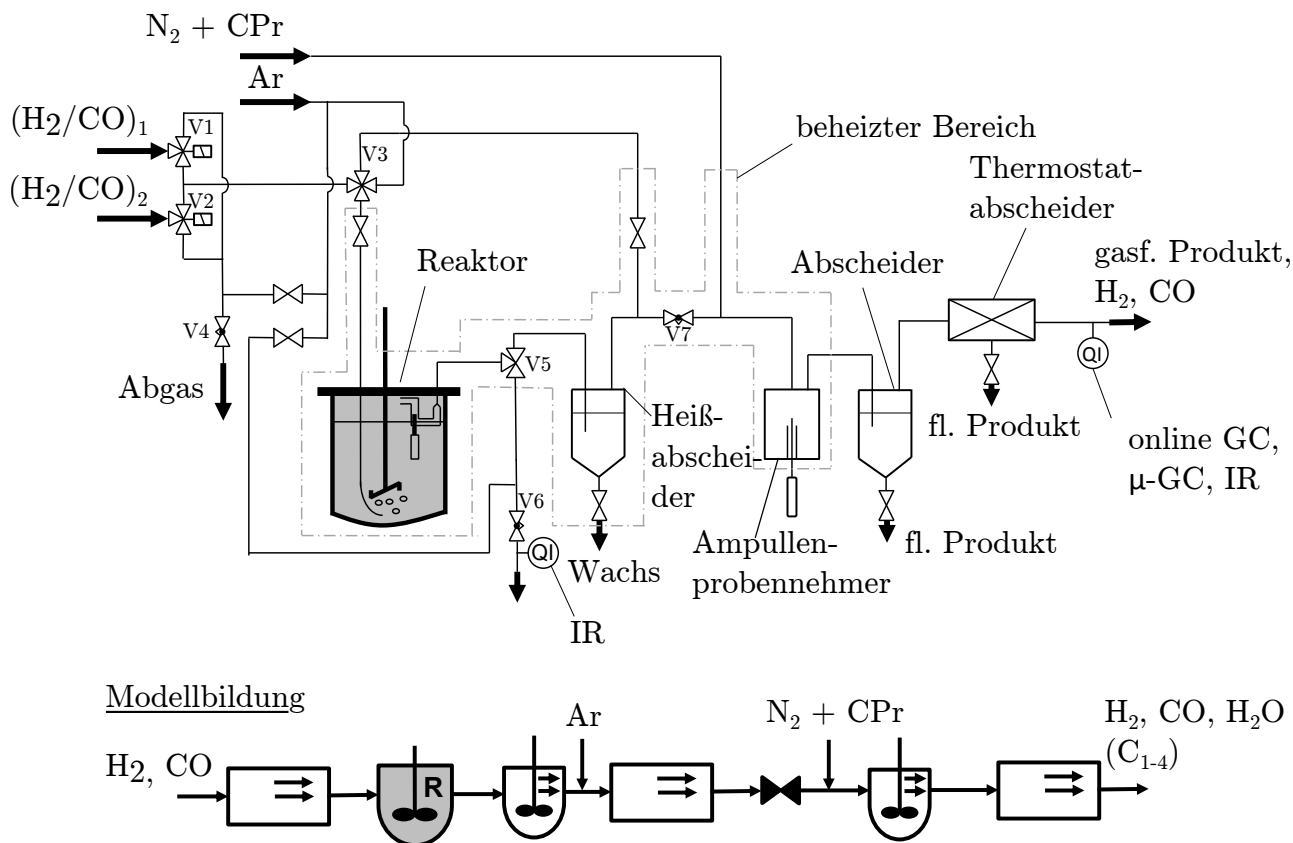 N₂ + CPr
Ar
(H2/CO)₁
V1
(H2/CO)₂
V2
V3
beheizter Bereich
Thermostat-
abscheider
Reaktor
Abscheider
gasf. Produkt,
H₂, CO
V4
V5
V7
QI
Abgas
Heiß-
abschei-
der
fl. Produkt
online GC,
μ-GC, IR
V6
QI
Wachs
Ampullen-
probennehmer
fl. Produkt
IR
Modellbildung
H2, CO
R
Ar
N₂ + CPr
H₂, CO, H₂O
(C₁₋₄)